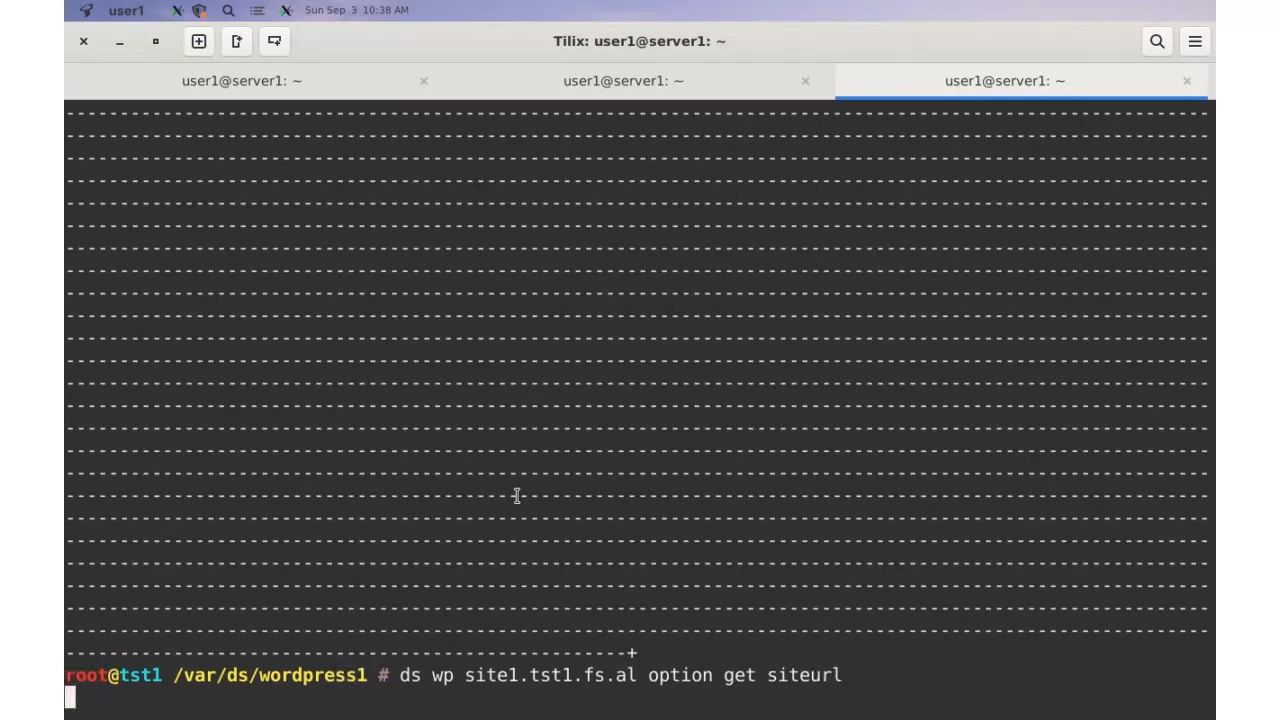 user1 Sun Sep 3 10:38 AM
Tilix: user1@server1: ~
user1@server1: ~ user1@server1: ~ user1@server1: ~
--------------------------------------------------+
root@tst1 /var/ds/wordpress1 # ds wp site1.tst1.fs.al option get siteurl